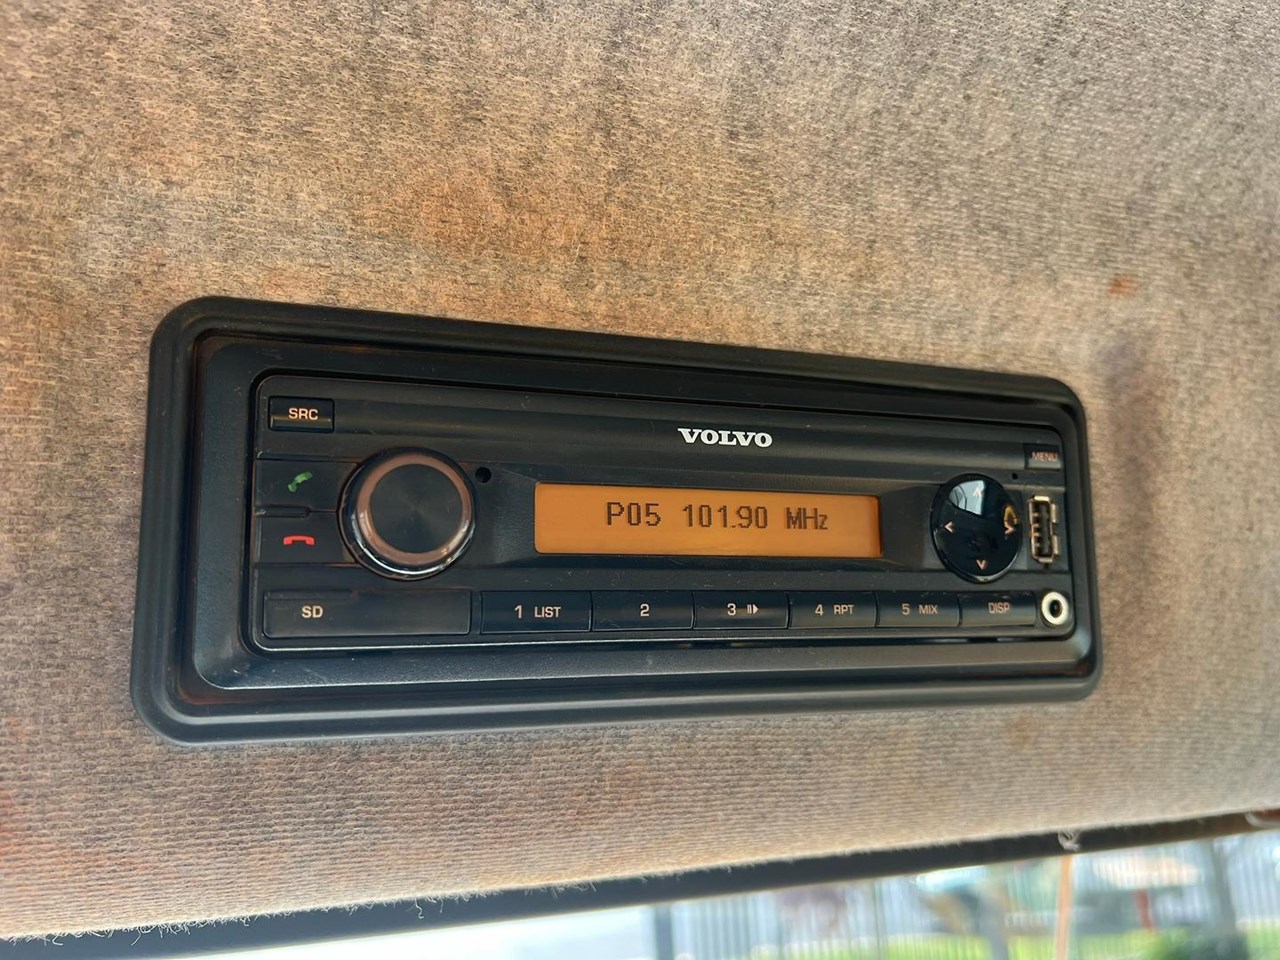 SRC
VOLVO
MENU
P05 101.90 MHz
SD
1 LIST
2
3
4 RPT
5 MIX
DISP